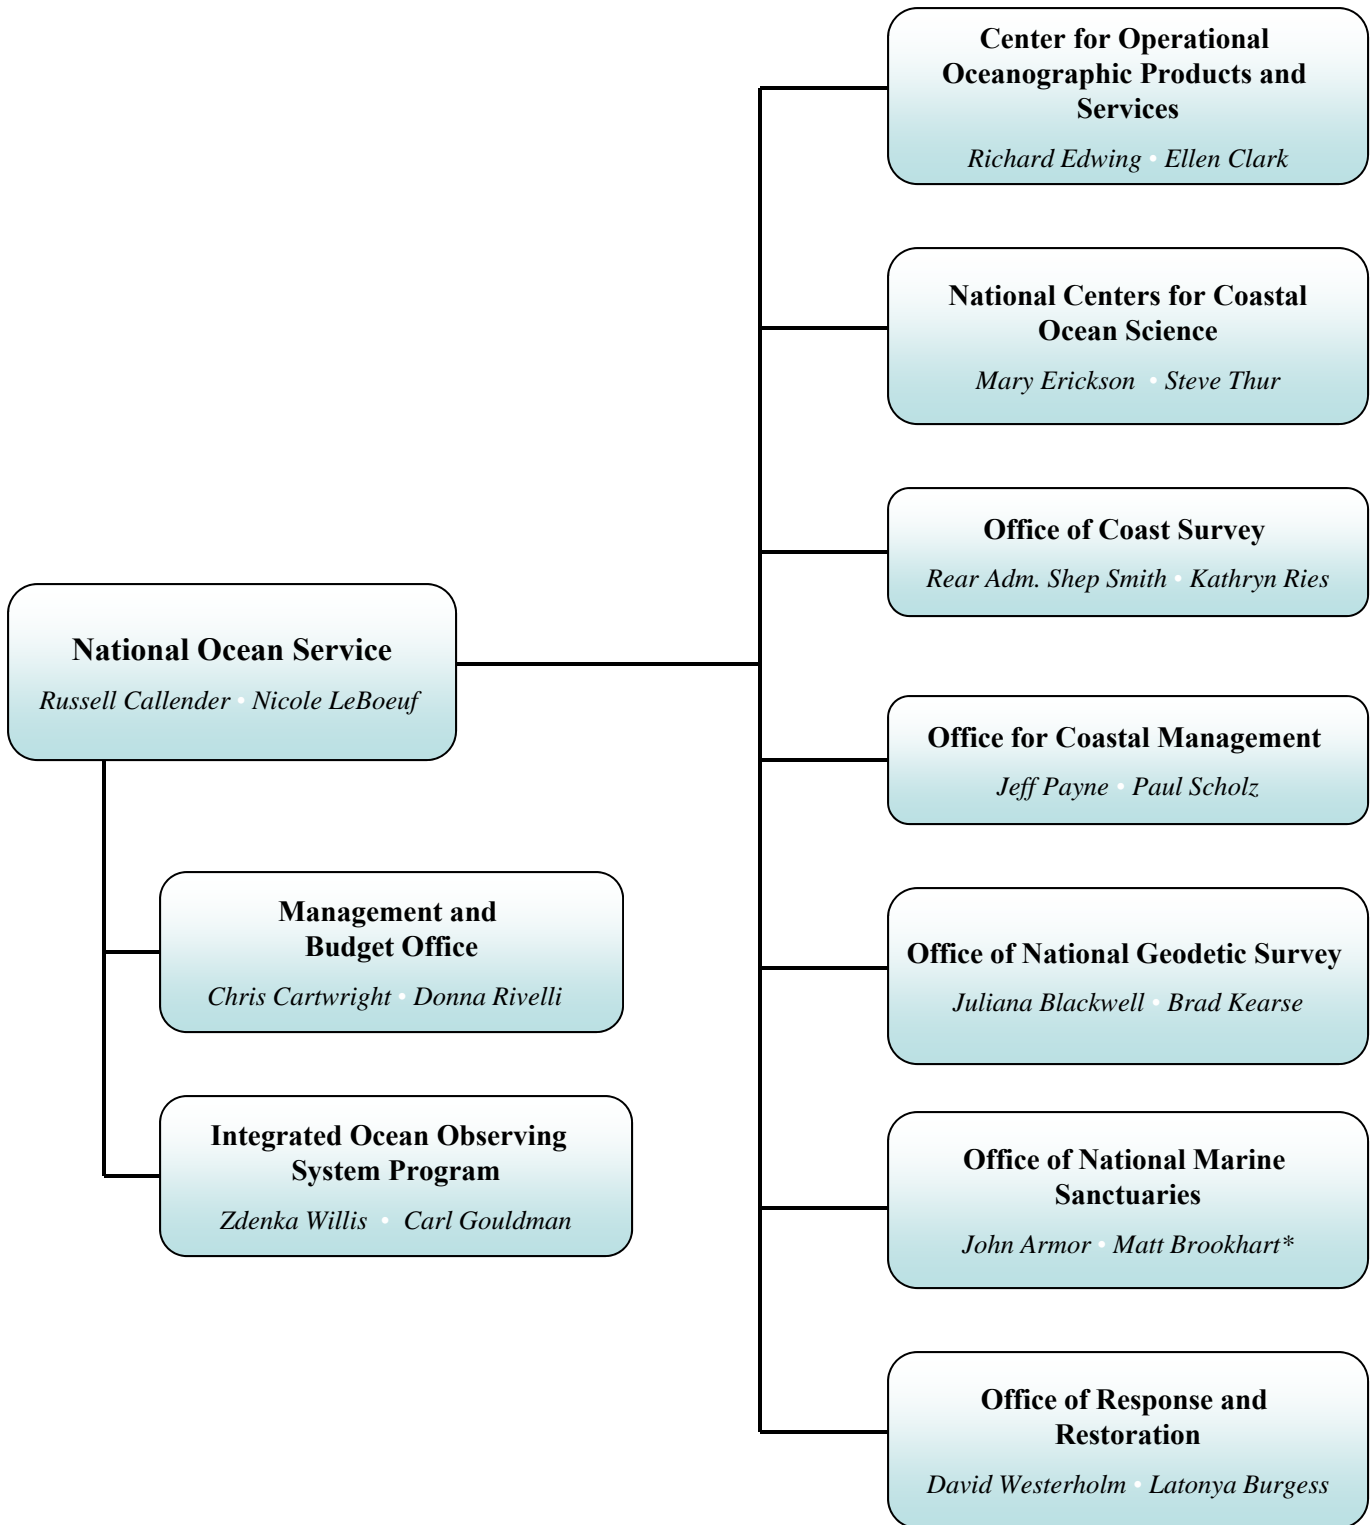 National Ocean Service
Russell Callender • Nicole LeBoeuf
Management and
Budget Office
Chris Cartwright • Donna Rivelli
Integrated Ocean Observing
System Program
Zdenka Willis • Carl Gouldman
Center for Operational
Oceanographic Products and
Services
Richard Edwing • Ellen Clark
National Centers for Coastal
Ocean Science
Mary Erickson • Steve Thur
Office of Coast Survey
Rear Adm. Shep Smith • Kathryn Ries
Office for Coastal Management
Jeff Payne • Paul Scholz
Office of National Geodetic Survey
Juliana Blackwell • Brad Kearse
Office of National Marine
Sanctuaries
John Armor • Matt Brookhart*
Office of Response and
Restoration
David Westerholm • Latonya Burgess